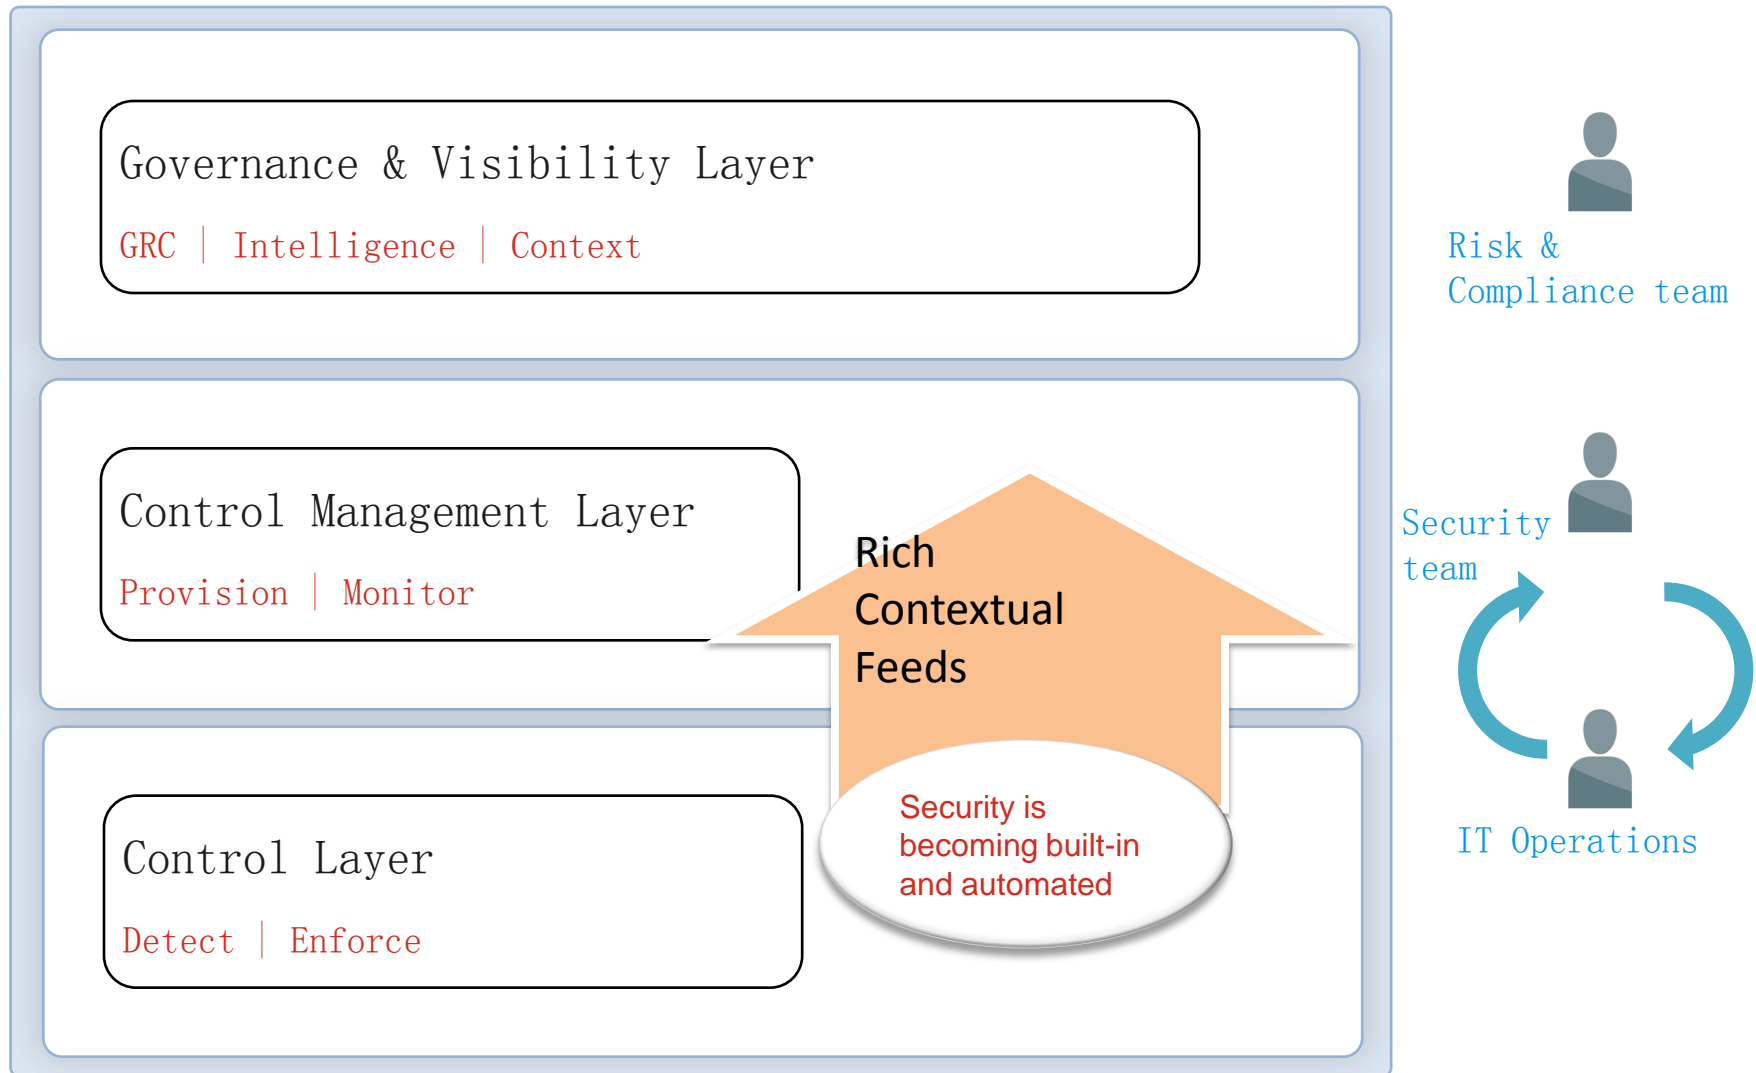 Governance & Visibility Layer
GRC | Intelligence | Context
Risk &
Compliance team
Control Management Layer
Provision | Monitor
Rich
Contextual
Feeds
Security
team
Control Layer
Detect | Enforce
Security is
becoming built-in
and automated
IT Operations